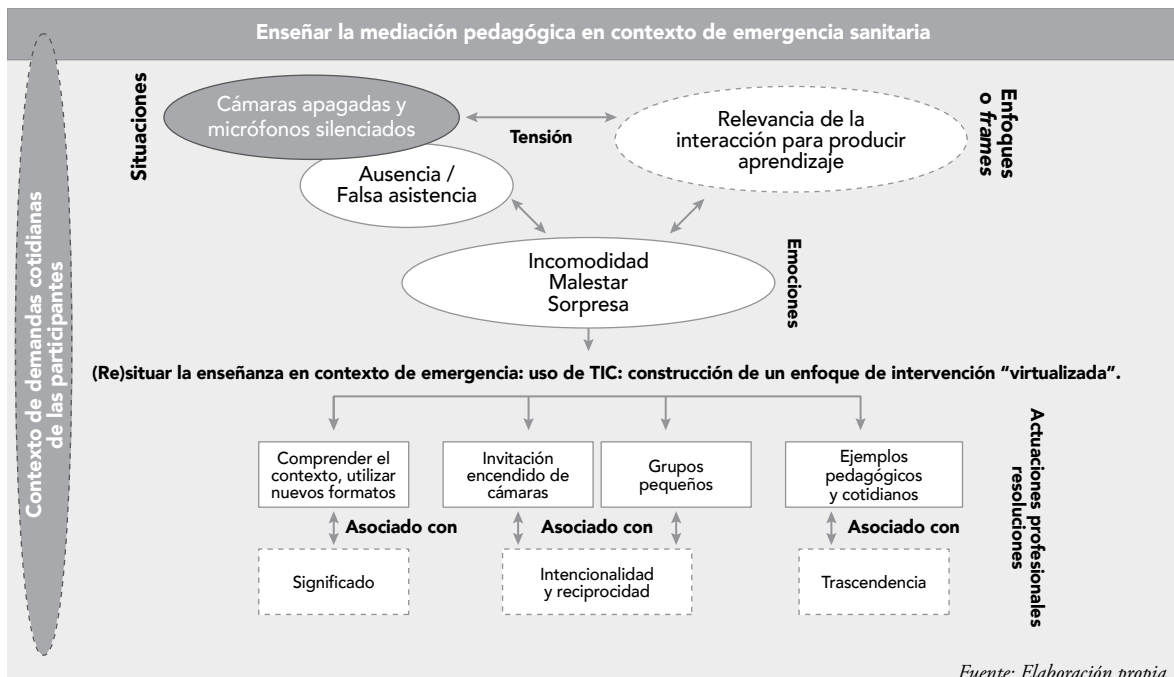 Enseñar la mediación pedagógica en contexto de emergencia sanitaria
Contexto de demandas cotidianas
de las participantes
Situaciones
Cámaras apagadas y
micrófonos silenciados
Tensión
Relevancia de la
interacción para producir
aprendizaje
Enfoques
o frames
Ausencia /
Falsa asistencia
Incomodidad
Malestar
Sorpresa
Emociones
(Re)situar la enseñanza en contexto de emergencia: uso de TIC: construcción de un enfoque de intervención “virtualizada”.
Comprender el
contexto, utilizar
nuevos formatos
Invitación
encendido de
cámaras
Grupos
pequeños
Ejemplos
pedagógicos
y cotidianos
Actuaciones profesionales
resoluciones
Asociado con
Asociado con
Asociado con
Significado
Intencionalidad
y reciprocidad
Trascendencia
Fuente: Elaboración propia